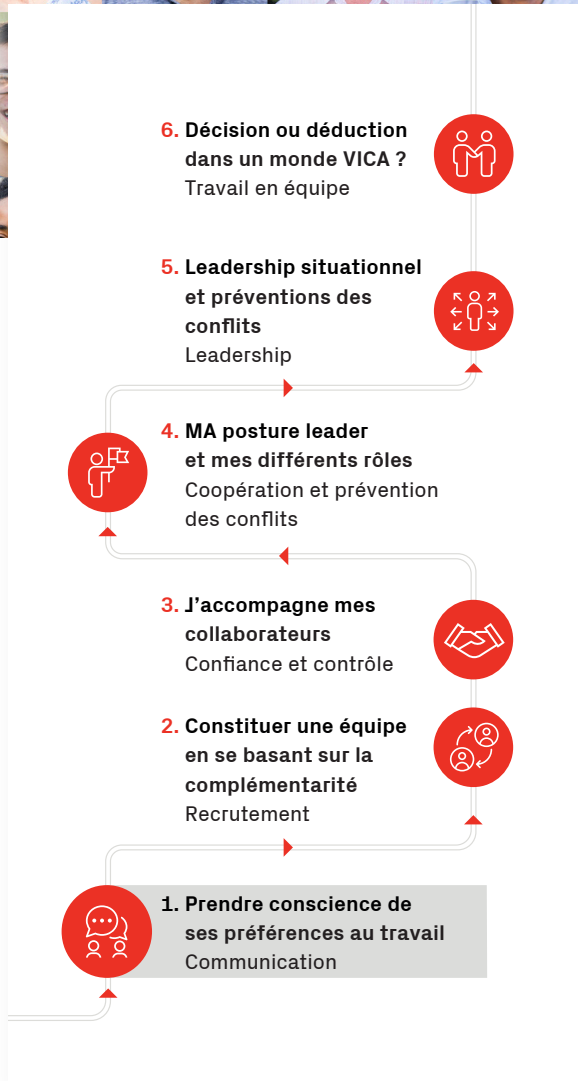 6. Décision ou déduction
dans un monde VICA ?
Travail en équipe
5. Leadership situationnel
et préventions des
conflits
Leadership
4. MA posture leader
et mes différents rôles
Coopération et prévention
des conflits
3. J’accompagne mes
collaborateurs
Confiance et contrôle
2. Constituer une équipe
en se basant sur la
complémentarité
Recrutement
1. Prendre conscience de
ses préférences au travail
Communication